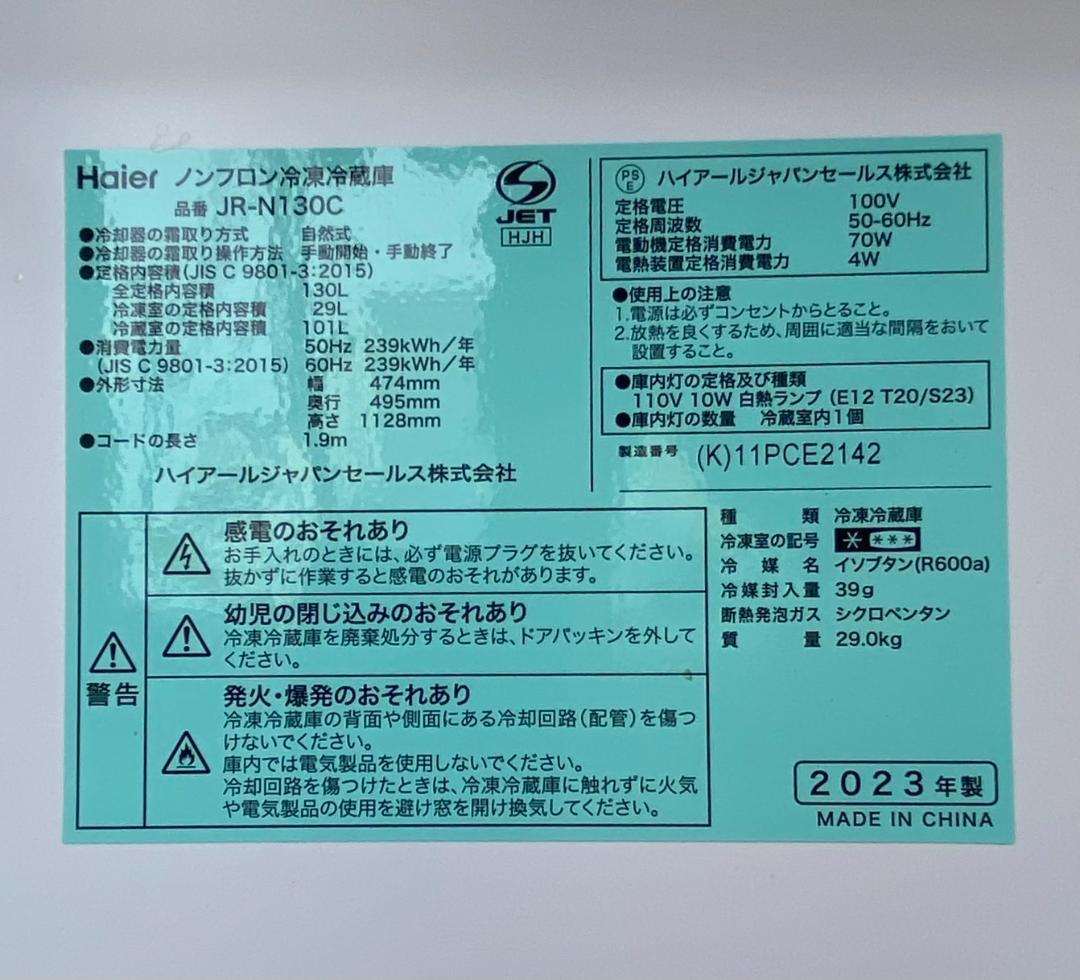 Haier ノンフロン冷凍冷蔵庫
品番 JR-N130C
●冷却器の霜取り方式 自然式
●冷却器の霜取り操作方法 手動開始・手動終了
●定格内容積(JIS C 9801-3:2015)
全定格内容積 130L
冷凍室の定格内容積 29L
冷蔵室の定格内容積 101L
●消費電力量 50Hz 239kWh/年
(JIS C 9801-3:2015) 60Hz 239kWh/年
●外形寸法 幅 474mm
奥行 495mm
高さ 1128mm
●コードの長さ 1.9m
ハイアールジャパンセールス株式会社
JET
HJH
PSE ハイアールジャパンセールス株式会社
定格電圧 100V
定格周波数 50-60Hz
電動機定格消費電力 70W
電熱装置定格消費電力 4W
●使用上の注意
1.電源は必ずコンセントからとること。
2.放熱を良くするため、周囲に適当な間隔をおいて
設置すること。
●庫内灯の定格及び種類
110V 10W 白熱ランプ (E12 T20/S23)
●庫内灯の数量 冷蔵室内1個
製造番号 (K)11PCE2142
警告
感電のおそれあり
お手入れのときには、必ず電源プラグを抜いてください。
抜かずに作業すると感電のおそれがあります。
幼児の閉じ込みのおそれあり
冷凍冷蔵庫を廃棄処分するときは、ドアパッキンを外して
ください。
発火・爆発のおそれあり
冷凍冷蔵庫の背面や側面にある冷却回路(配管)を傷つ
けないでください。
庫内では電気製品を使用しないでください。
冷却回路を傷つけたときは、冷凍冷蔵庫に触れずに火気
や電気製品の使用を避け窓を開け換気してください。
種類 冷凍冷蔵庫
冷凍室の記号 * ***
冷媒名 イソブタン(R600a)
冷媒封入量 39g
断熱発泡ガス シクロペンタン
質量 29.0kg
2023年製
MADE IN CHINA